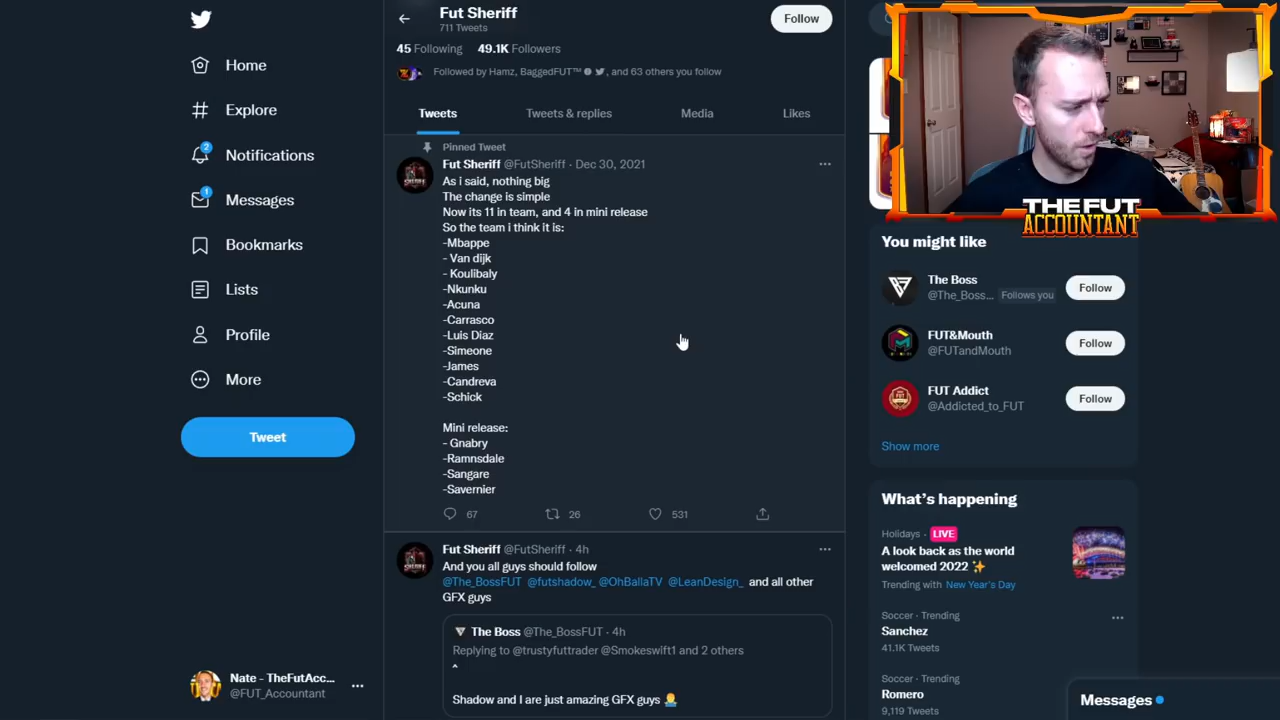 Fut Sheriff
711 Tweets
Follow
45 Following 49.1K Followers
Followed by Hamz, BaggedFUT™, and 63 others you follow
Tweets
Tweets & replies
Media
Likes
Home
Explore
2
Notifications
1
Messages
Bookmarks
Lists
Profile
More
Tweet
Nate - TheFutAcc...
@FUT_Accountant
Pinned Tweet
Fut Sheriff @FutSheriff · Dec 30, 2021
As i said, nothing big
The change is simple
Now its 11 in team, and 4 in mini release
So the team i think it is:
-Mbappe
- Van dijk
- Koulibaly
-Nkunku
-Acuna
-Carrasco
-Luis Diaz
-Simeone
-James
-Candreva
-Schick
Mini release:
- Gnabry
-Ramnsdale
-Sangare
-Savernier
67
26
531
Fut Sheriff @FutSheriff · 4h
And you all guys should follow
@The_BossFUT @futshadow_ @OhBallaTV @LeanDesign_ and all other
GFX guys
The Boss @The_BossFUT · 4h
Replying to @trustyfuttrader @Smokeswift1 and 2 others
^
Shadow and I are just amazing GFX guys
THE FUT
ACCOUNTANT
You might like
The Boss
@The_Boss... Follows you
Follow
FUT&Mouth
@FUTandMouth
Follow
FUT Addict
@Addicted_to_FUT
Follow
Show more
What's happening
Holidays · LIVE
A look back as the world
welcomed 2022
Trending with New Year's Day
Soccer · Trending
Sanchez
41.1K Tweets
Soccer · Trending
Romero
9,119 Tweets
Messages